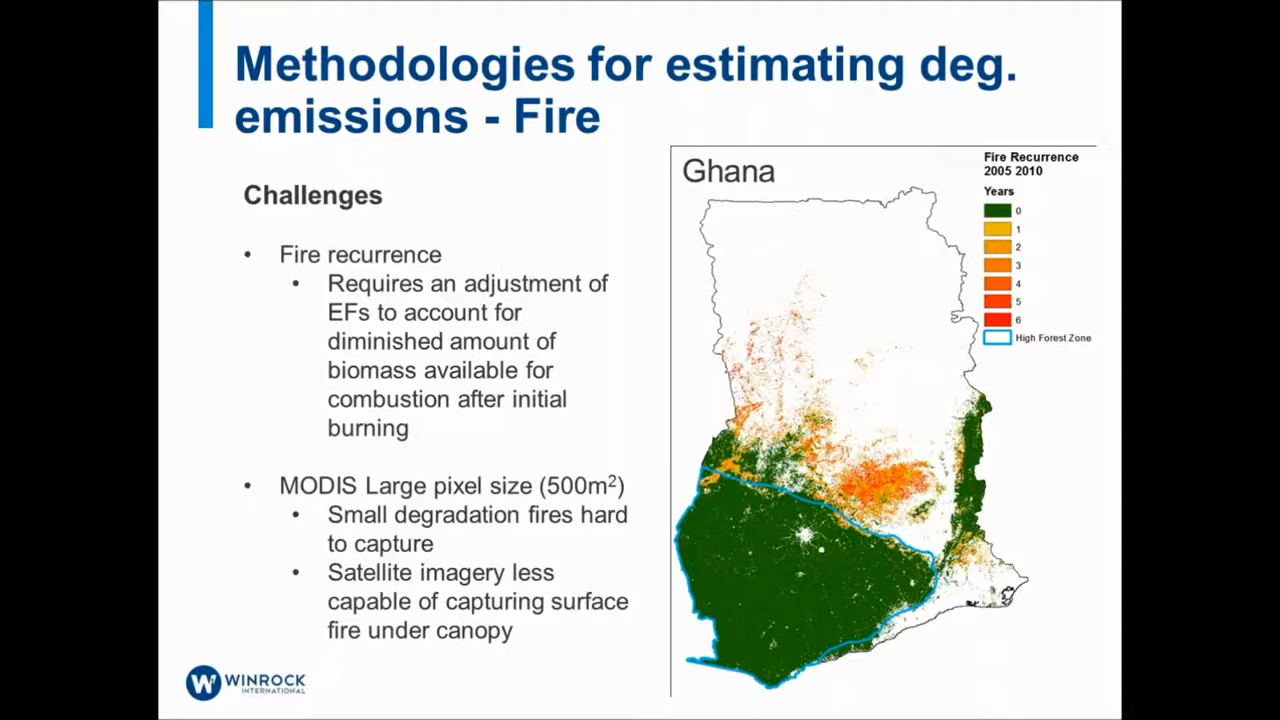 Methodologies for estimating deg.
emissions - Fire
Challenges
• Fire recurrence
• Requires an adjustment of
EFs to account for
diminished amount of
biomass available for
combustion after initial
burning
• MODIS Large pixel size (500m²)
• Small degradation fires hard
to capture
• Satellite imagery less
capable of capturing surface
fire under canopy
Ghana
Fire Recurrence
2005 2010
Years
0
1
2
3
4
5
6
High Forest Zone
W
WINROCK
INTERNATIONAL